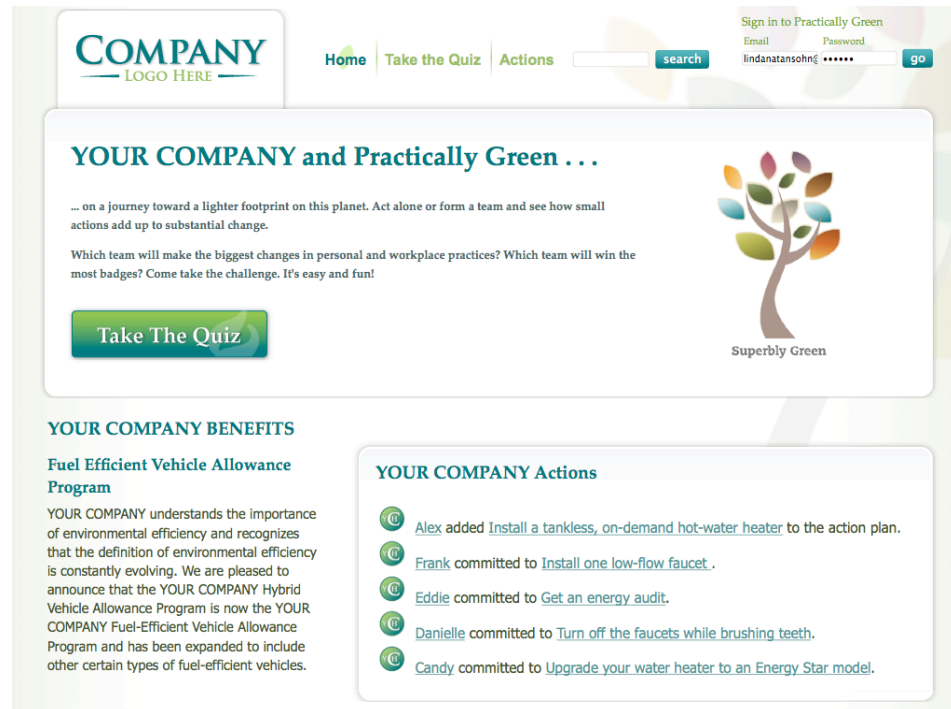 COMPANY
LOGO HERE
Home
Take the Quiz
Actions
search
Sign in to Practically Green
Email
Password
lindanatansohn
••••••
go
YOUR COMPANY and Practically Green . . .
... on a journey toward a lighter footprint on this planet. Act alone or form a team and see how small
actions add up to substantial change.
Which team will make the biggest changes in personal and workplace practices? Which team will win the
most badges? Come take the challenge. It's easy and fun!
Take The Quiz
Superbly Green
YOUR COMPANY BENEFITS
Fuel Efficient Vehicle Allowance
Program
YOUR COMPANY understands the importance
of environmental efficiency and recognizes
that the definition of environmental efficiency
is constantly evolving. We are pleased to
announce that the YOUR COMPANY Hybrid
Vehicle Allowance Program is now the YOUR
COMPANY Fuel-Efficient Vehicle Allowance
Program and has been expanded to include
other certain types of fuel-efficient vehicles.
YOUR COMPANY Actions
Alex added Install a tankless, on-demand hot-water heater to the action plan.
Frank committed to Install one low-flow faucet .
Eddie committed to Get an energy audit.
Danielle committed to Turn off the faucets while brushing teeth.
Candy committed to Upgrade your water heater to an Energy Star model.